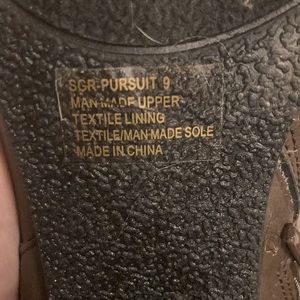 SGR-PURSUIT 9
MAN MADE UPPER
TEXTILE LINING
TEXTILE/MAN MADE SOLE
MADE IN CHINA